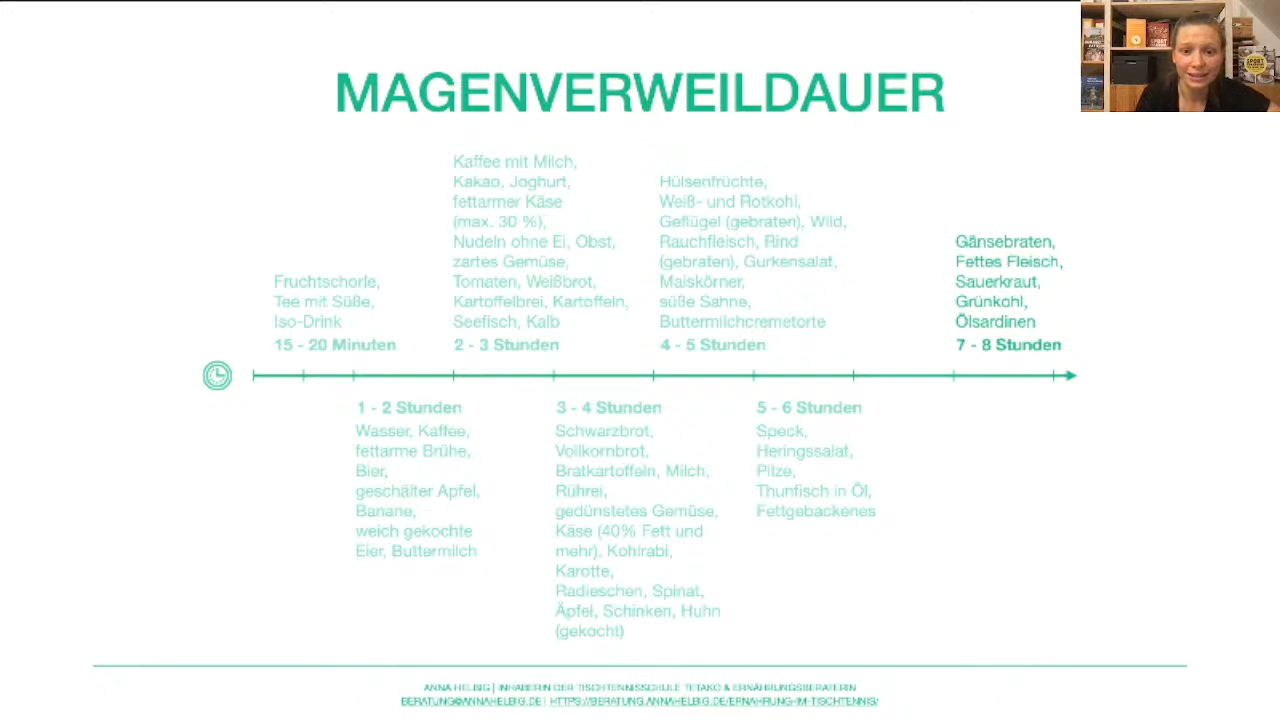 MAGENVERWEILDAUER
Fruchtschorle,
Tee mit Süße,
Iso-Drink
15 - 20 Minuten
Kaffee mit Milch,
Kakao, Joghurt,
fettarmer Käse
(max. 30 %),
Nudeln ohne Ei, Obst,
zartes Gemüse,
Tomaten, Weißbrot,
Kartoffelbrei, Kartoffeln,
Seefisch, Kalb
2 - 3 Stunden
Hülsenfrüchte,
Weiß- und Rotkohl,
Geflügel (gebraten), Wild,
Rauchfleisch, Rind
(gebraten), Gurkensalat,
Maiskörner,
süße Sahne,
Buttermilchcremetorte
4 - 5 Stunden
Gänsebraten,
Fettes Fleisch,
Sauerkraut,
Grünkohl,
Ölsardinen
7 - 8 Stunden
1 - 2 Stunden
Wasser, Kaffee,
fettarme Brühe,
Bier,
geschälter Apfel,
Banane,
weich gekochte
Eier, Buttermilch
3 - 4 Stunden
Schwarzbrot,
Vollkornbrot,
Bratkartoffeln, Milch,
Rührei,
gedünstetes Gemüse,
Käse (40% Fett und
mehr), Kohlrabi,
Karotte,
Radieschen, Spinat,
Äpfel, Schinken, Huhn
(gekocht)
5 - 6 Stunden
Speck,
Heringssalat,
Pilze,
Thunfisch in Öl,
Fettgebackenes
ANNA HELBIG | INHABERIN DER TISCHTENNISSCHULE TETAKO & ERNÄHRUNGSBERATERIN
BERATUNG@ANNAHELBIG.DE | HTTPS://BERATUNG.ANNAHELBIG.DE/ERNAHRUNG-IM-TISCHTENNIS/